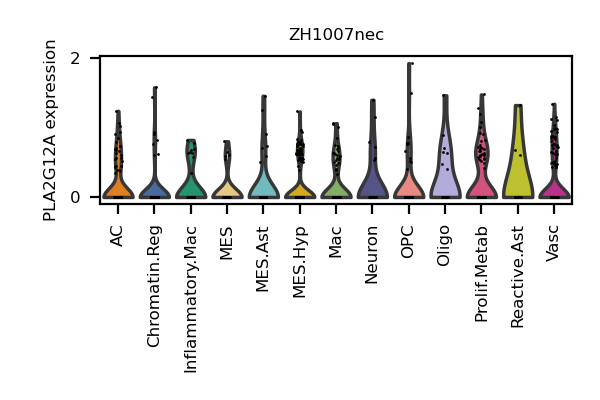 ZH1007nec
PLA2G12A expression
2
0
AC
Chromatin.Reg
Inflammatory.Mac
MES
MES.Ast
MES.Hyp
Mac
Neuron
OPC
Oligo
Prolif.Metab
Reactive.Ast
Vasc